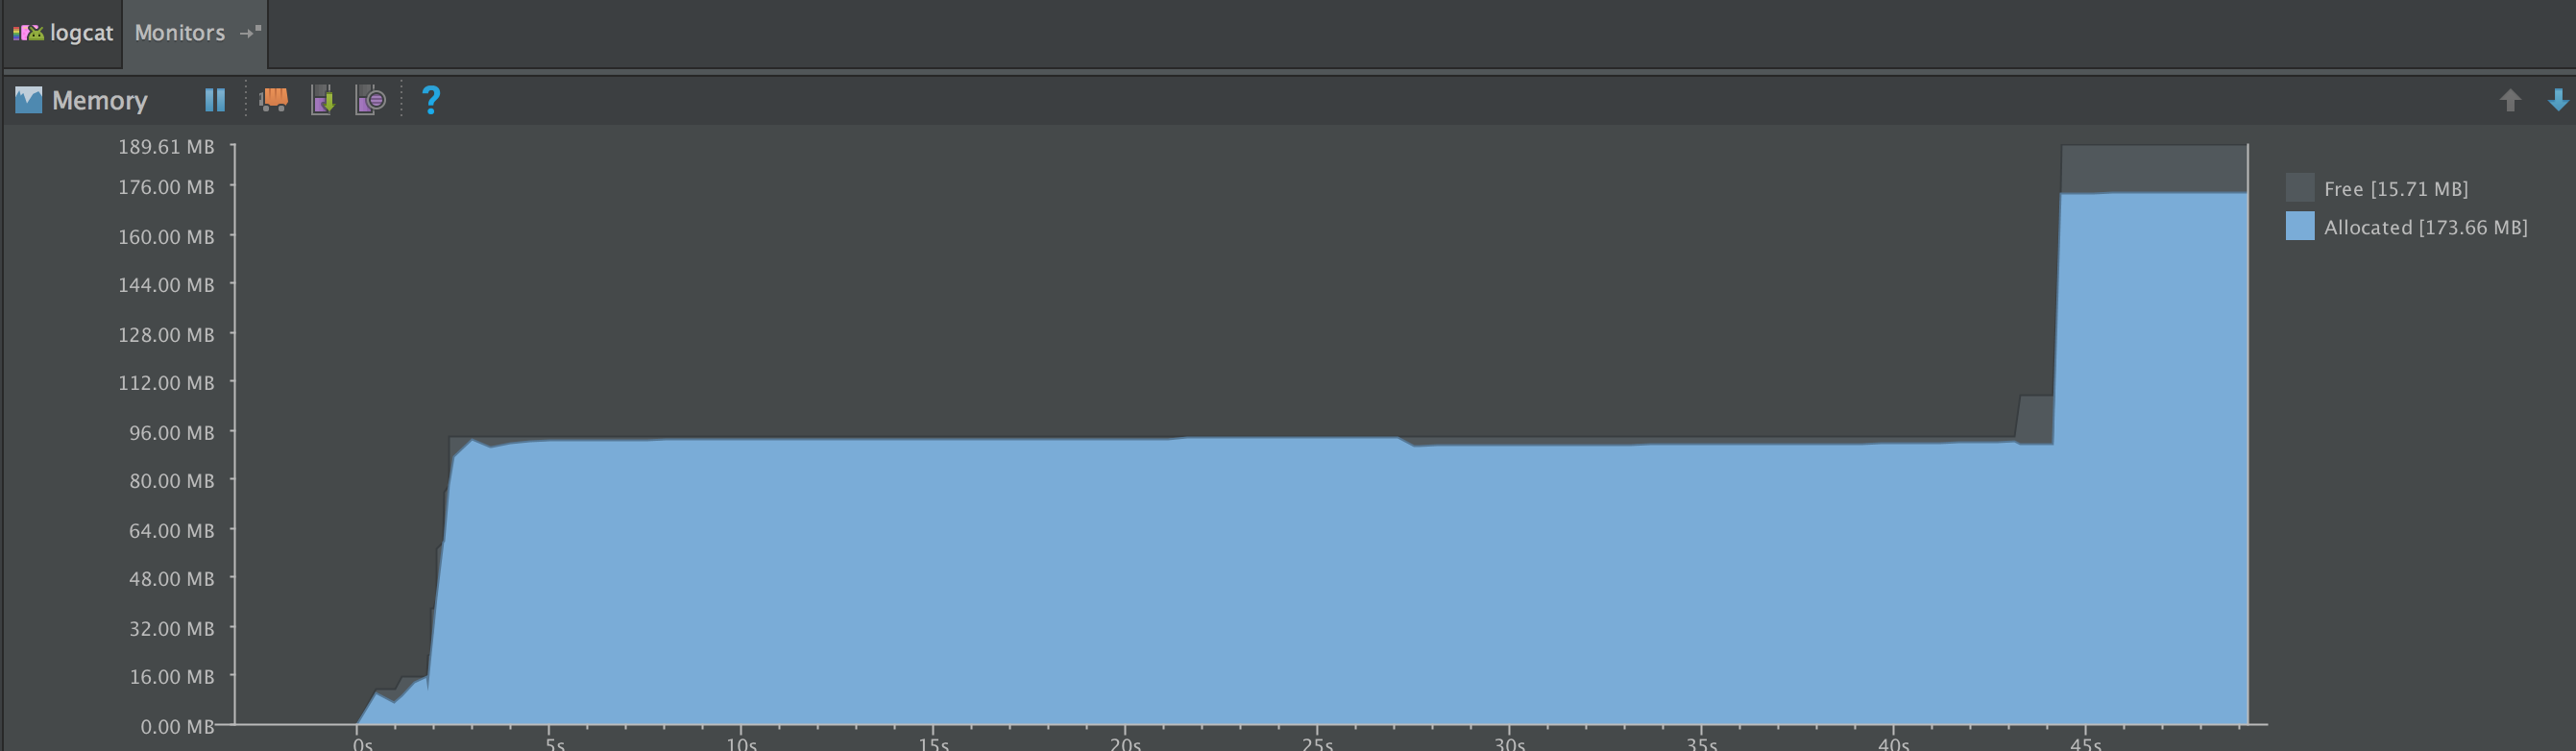 logcat Monitors
Memory ?
189.61 MB
176.00 MB
160.00 MB
144.00 MB
128.00 MB
112.00 MB
96.00 MB
80.00 MB
64.00 MB
48.00 MB
32.00 MB
16.00 MB
0.00 MB
0s 5s 10s 15s 20s 25s 30s 35s 40s 45s
Free [15.71 MB]
Allocated [173.66 MB]